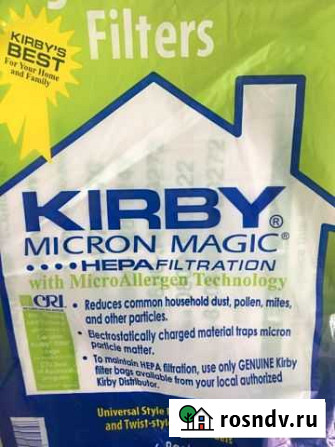 Filters
KIRBY'S
BEST
For Your Home
and Family
KIRBY®
MICRON MAGIC®
HEPA FILTRATION
with MicroAllergen Technology
CRI
• Reduces common household dust, pollen, mites,
and other particles.
• Electrostatically charged material traps micron
particle matter.
• To maintain HEPA filtration, use only GENUINE Kirby
filter bags available from your local authorized
Kirby Distributor.
Universal Style
and Twist-style
rosndv.ru